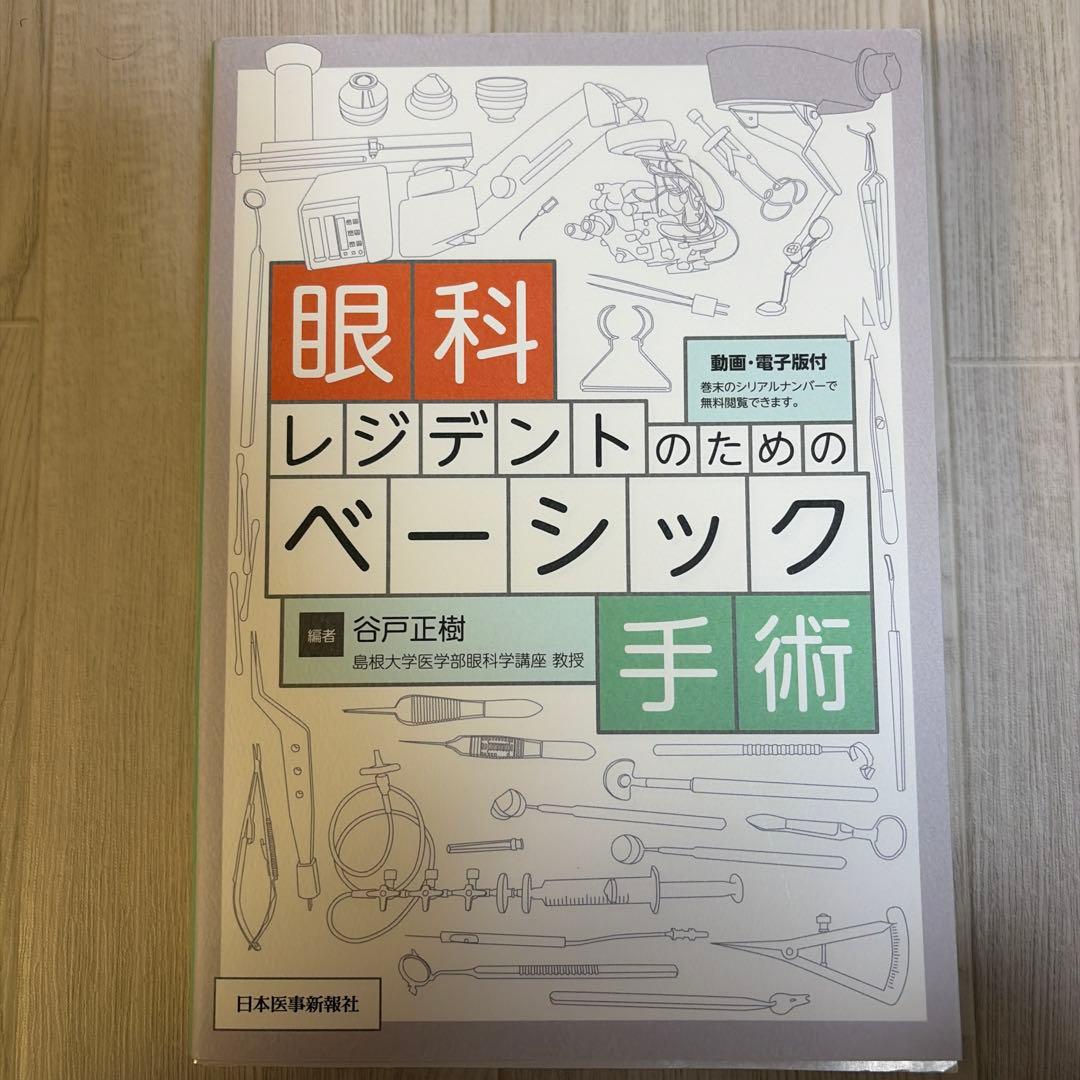 眼科
動画・電子版付
巻末のシリアルナンバーで
無料閲覧できます。
レジデントのための
ベーシック
手術
編者 谷戸正樹
島根大学医学部眼科学講座 教授
日本医事新報社